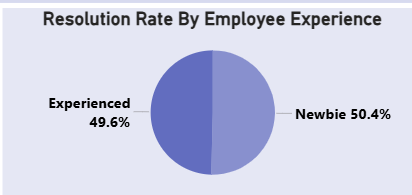 Resolution Rate By Employee Experience
Experienced
49.6%
Newbie 50.4%